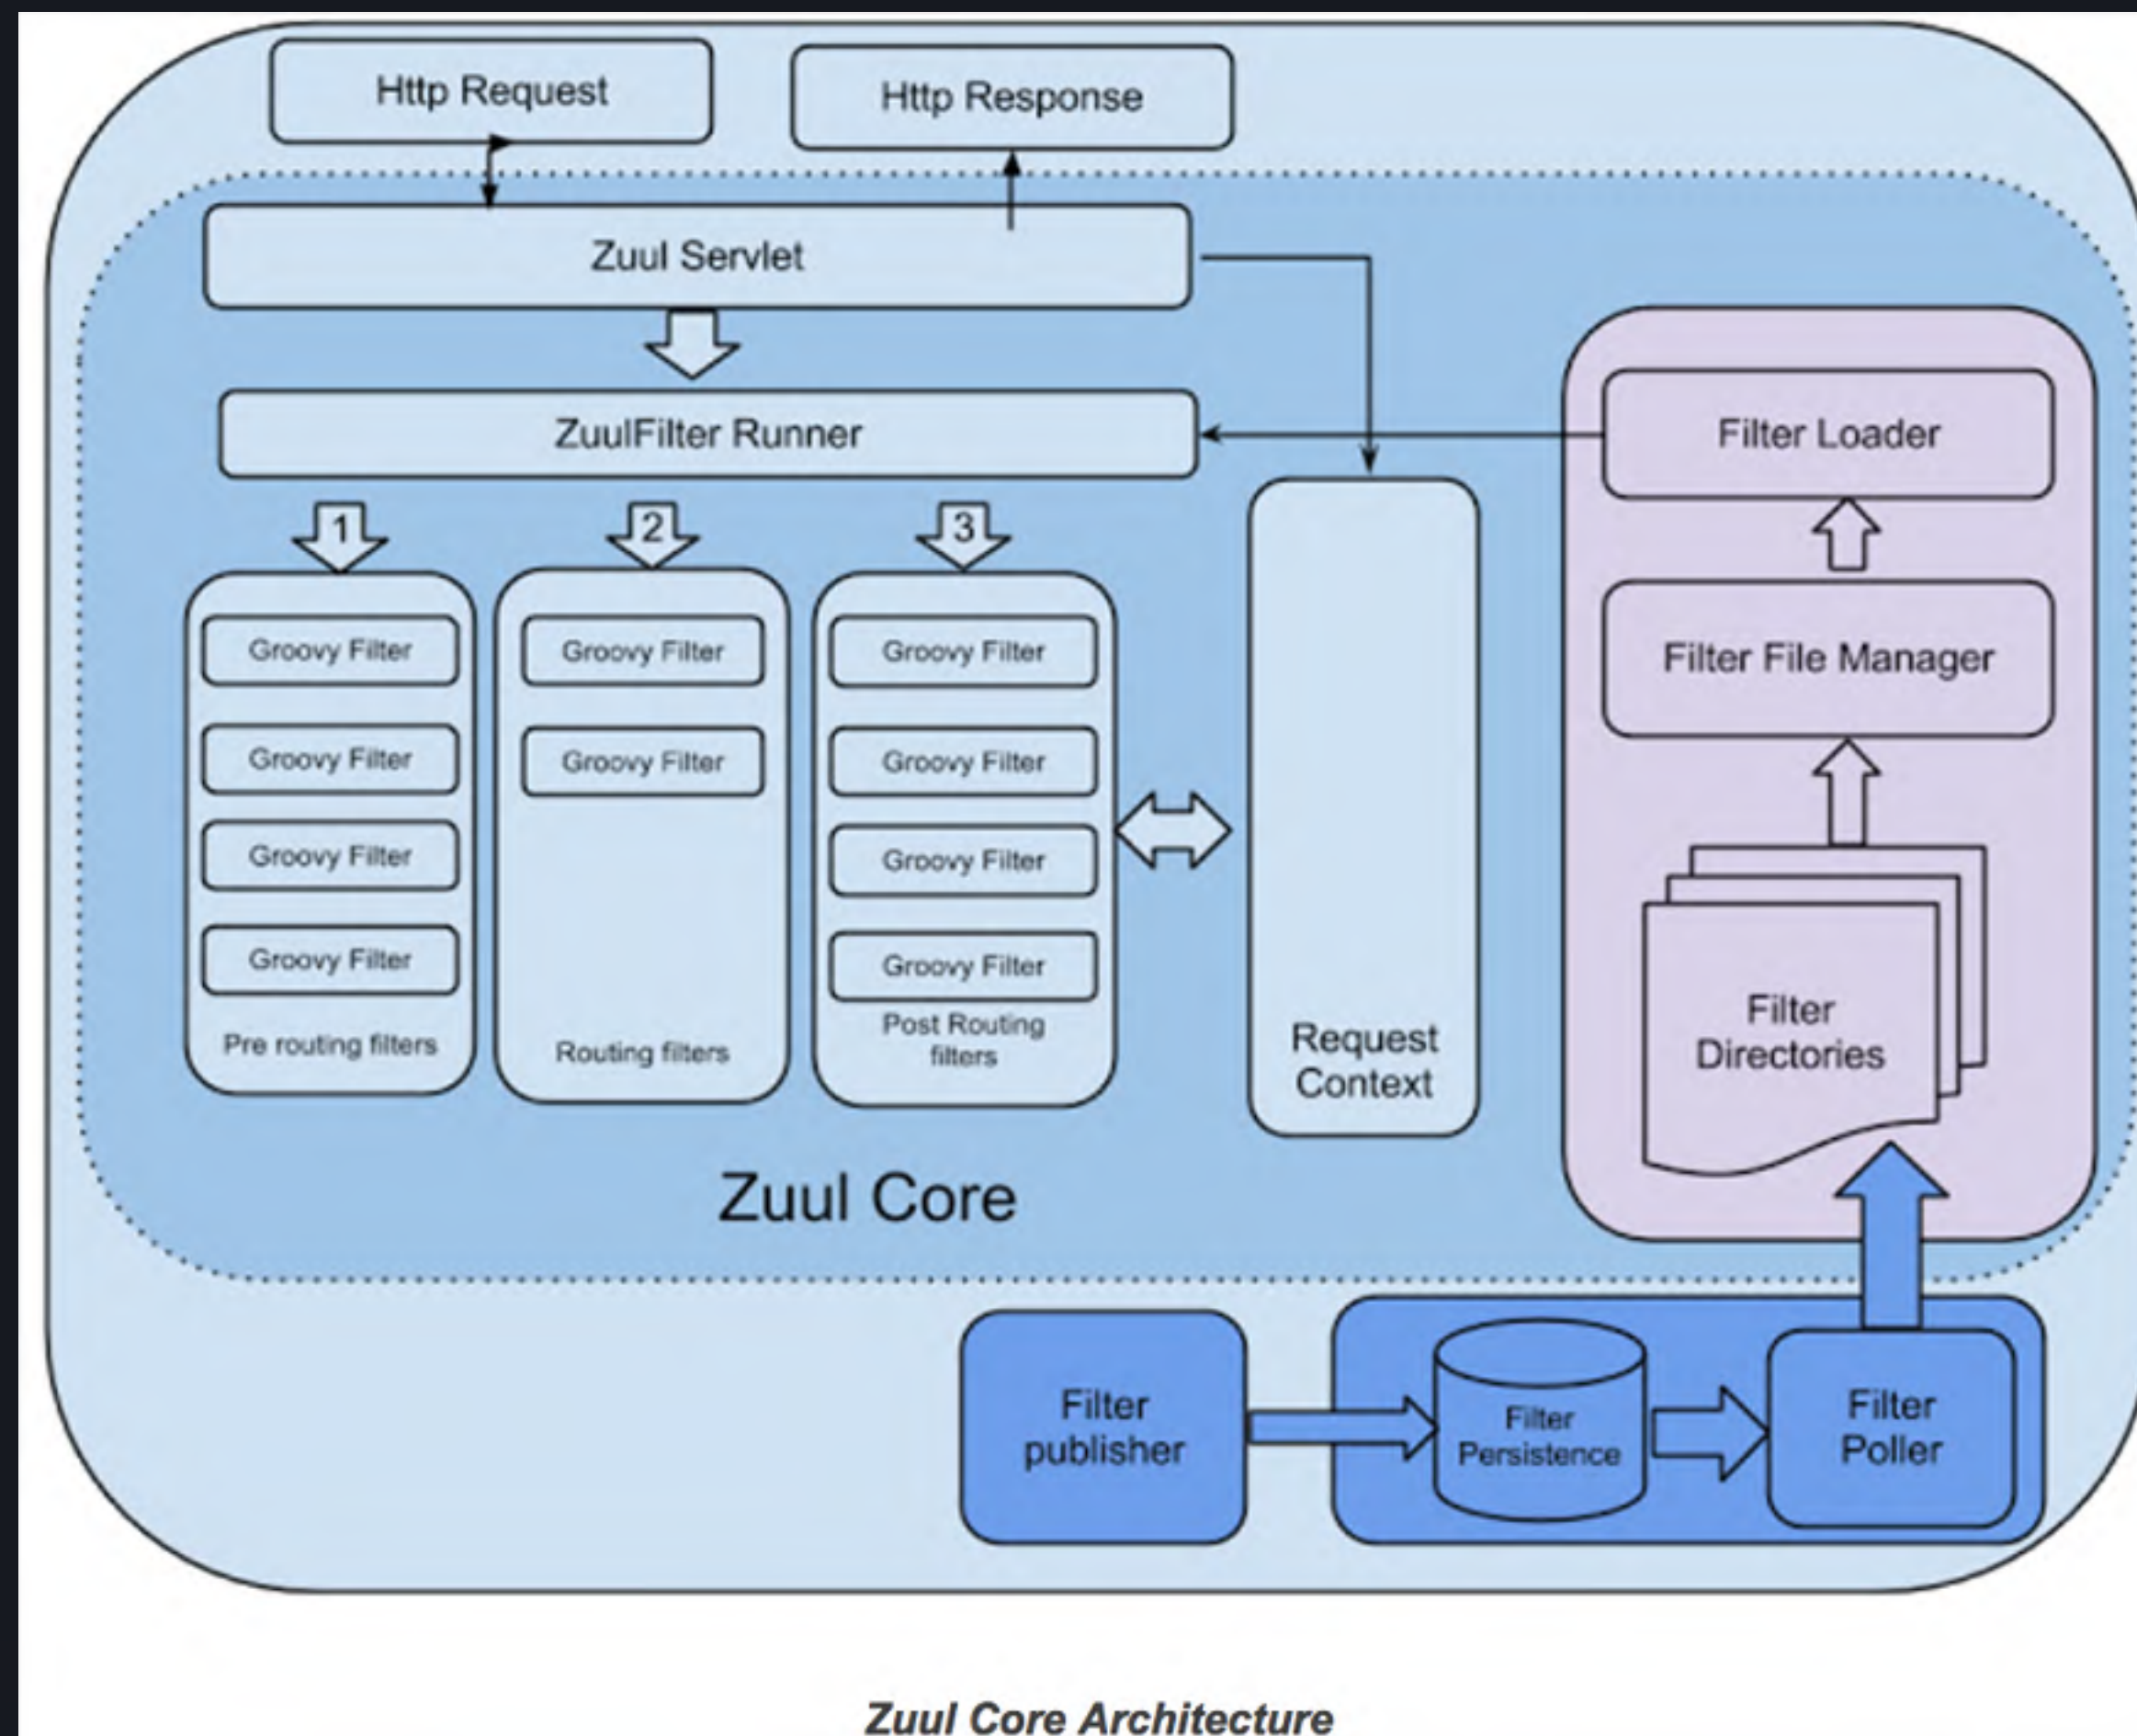 Http Request
Http Response
Zuul Servlet
ZuulFilter Runner
Filter Loader
1
2
3
Filter File Manager
Groovy Filter
Groovy Filter
Groovy Filter
Groovy Filter
Pre routing filters
Groovy Filter
Groovy Filter
Routing filters
Groovy Filter
Groovy Filter
Groovy Filter
Groovy Filter
Post Routing
filters
Request
Context
Filter
Directories
Zuul Core
Filter
publisher
Filter
Persistence
Filter
Poller
Zuul Core Architecture